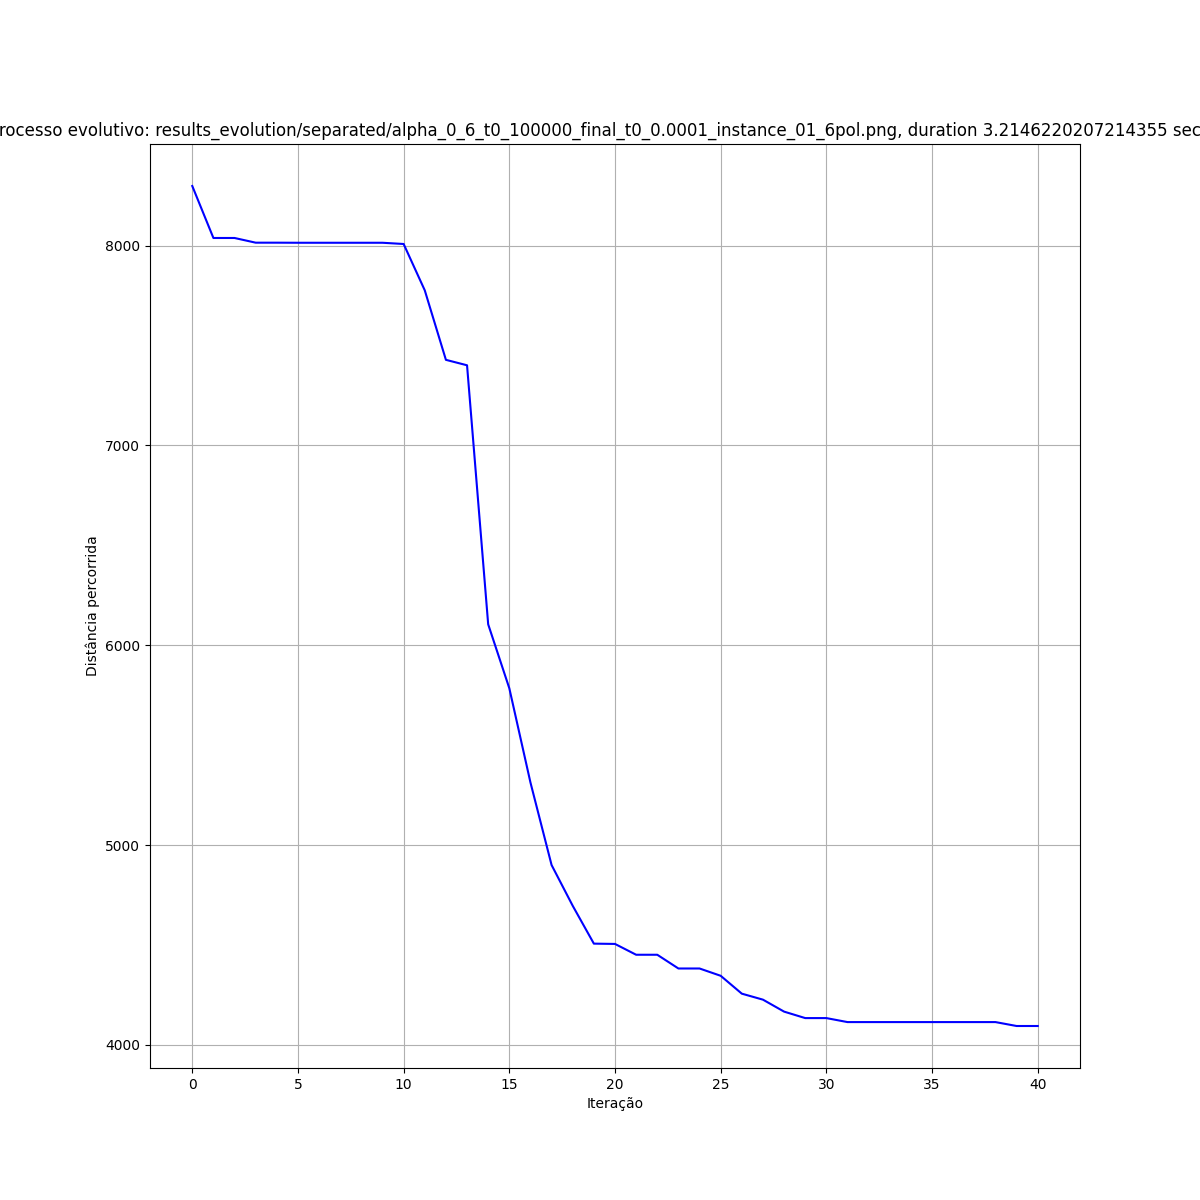 rocesso evolutivo: results_evolution/separated/alpha_0_6_t0_100000_final_t0_0.0001_instance_01_6pol.png, duration 3.2146220207214355 sec
8000
7000
6000
5000
4000
Distância percorrida
0 5 10 15 20 25 30 35 40
Iteração